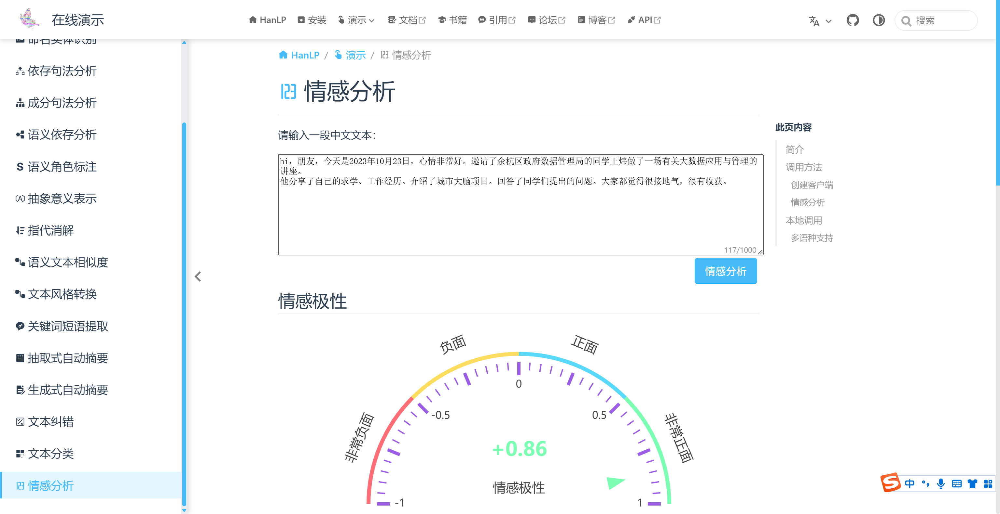 在线演示
HanLP 安装 演示 文档 书籍 引用 论坛 博客 API 搜索
命名实体识别
依存句法分析
成分句法分析
语义依存分析
S 语义角色标注
抽象意义表示
指代消解
语义文本相似度
文本风格转换
关键词短语提取
抽取式自动摘要
生成式自动摘要
文本纠错
文本分类
情感分析
HanLP / 演示 / 情感分析
情感分析
请输入一段中文文本：
hi，朋友，今天是2023年10月23日，心情非常好。邀请了余杭区政府数据管理局的同学王炜做了一场有关大数据应用与管理的
讲座。
他分享了自己的求学、工作经历。介绍了城市大脑项目。回答了同学们提出的问题。大家都觉得很接地气，很有收获。
117/1000
情感分析
情感极性
非常负面
负面
正面
非常正面
-1
-0.5
0
0.5
1
+0.86
情感极性
此页内容
简介
调用方法
创建客户端
情感分析
本地调用
多语种支持
中